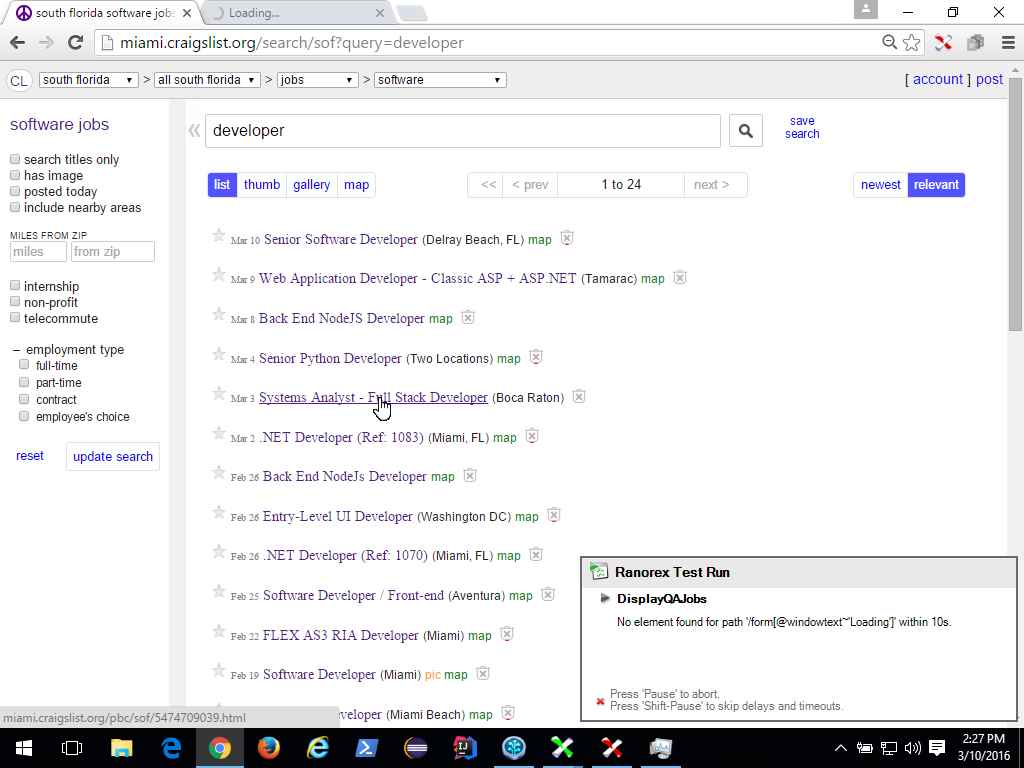 south florida software job
Loading...
miami.craigslist.org/search/sof?query=developer
CL south florida > all south florida > jobs > software [ account ] post
software jobs
search titles only
has image
posted today
include nearby areas
MILES FROM ZIP
miles from zip
internship
non-profit
telecommute
– employment type
full-time
part-time
contract
employee's choice
reset update search
« developer save search
list thumb gallery map << < prev 1 to 24 next > newest relevant
Mar 10 Senior Software Developer (Delray Beach, FL) map
Mar 9 Web Application Developer - Classic ASP + ASP.NET (Tamarac) map
Mar 8 Back End NodeJS Developer map
Mar 4 Senior Python Developer (Two Locations) map
Mar 3 Systems Analyst - Full Stack Developer (Boca Raton)
Mar 2 .NET Developer (Ref: 1083) (Miami, FL) map
Feb 26 Back End NodeJs Developer map
Feb 26 Entry-Level UI Developer (Washington DC) map
Feb 26 .NET Developer (Ref: 1070) (Miami, FL) map
Feb 25 Software Developer / Front-end (Aventura) map
Feb 22 FLEX AS3 RIA Developer (Miami) map
Feb 19 Software Developer (Miami) pic map
veloper (Miami Beach) map
miami.craigslist.org/pbc/sof/5474709039.html
Ranorex Test Run
DisplayQAJobs
No element found for path '/form[@windowtext~'Loading']' within 10s.
Press 'Pause' to abort.
Press 'Shift-Pause' to skip delays and timeouts.
2:27 PM
3/10/2016